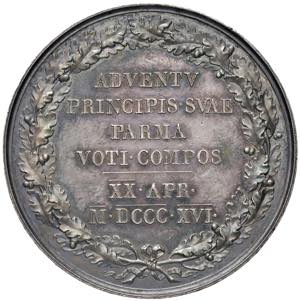 ADVENTV
PRINCIPIS SVAE
PARMA
VOTI·COMPOS
XX·APR·
M·DCCC·XVI·